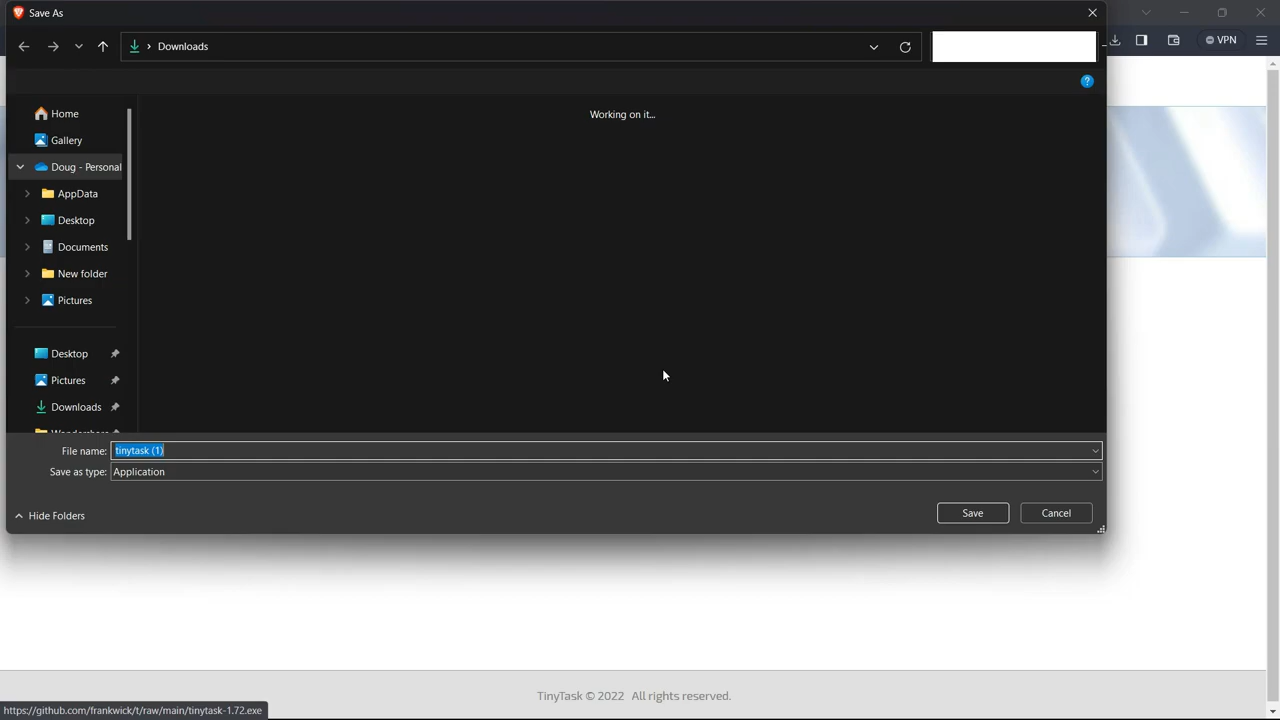 Save As
Downloads
VPN
Working on it...
Home
Gallery
Doug - Personal
AppData
Desktop
Documents
New folder
Pictures
Desktop
Pictures
Downloads
File name: tinytask (1)
Save as type: Application
Hide Folders
Save
Cancel
TinyTask © 2022 All rights reserved.
https://github.com/frankwick/t/raw/main/tinytask-1.72.exe